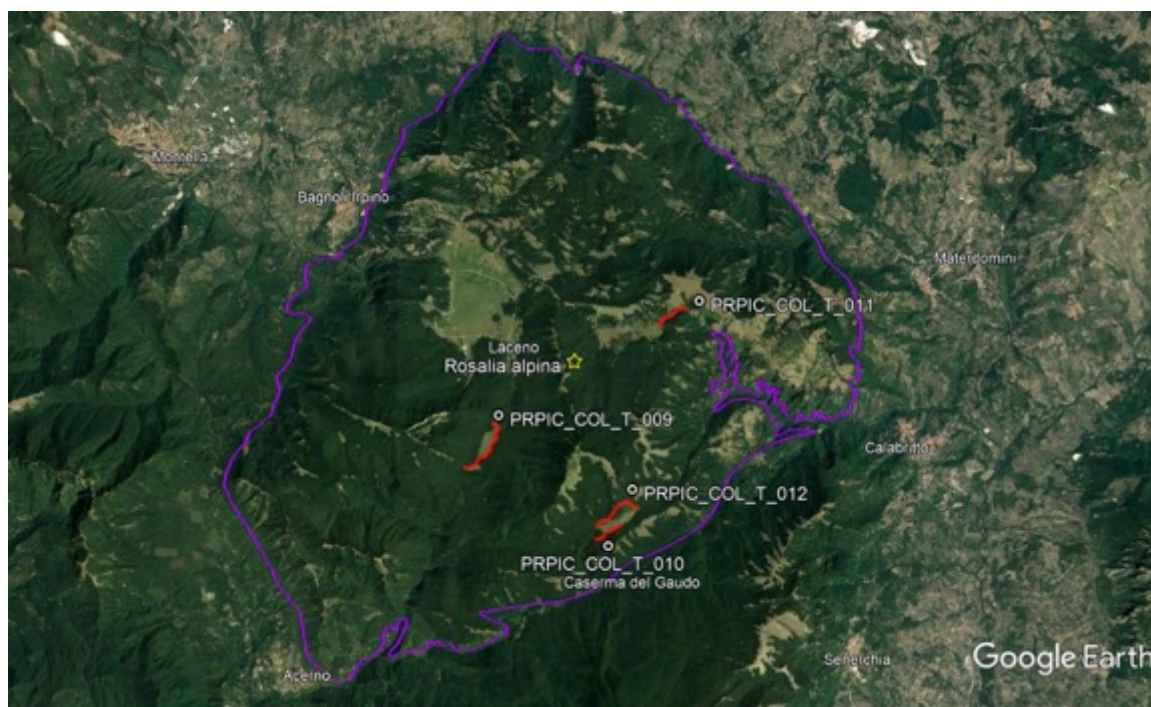 Montella
Bagnoli Irpino
Materdomini
PRPIC_COL_T_011
Laceno
Rosalia alpina
PRPIC_COL_T_009
Calabritto
PRPIC_COL_T_012
PRPIC_COL_T_010
Caserma del Gaudo
Senerchia
Google Earth
Acerno